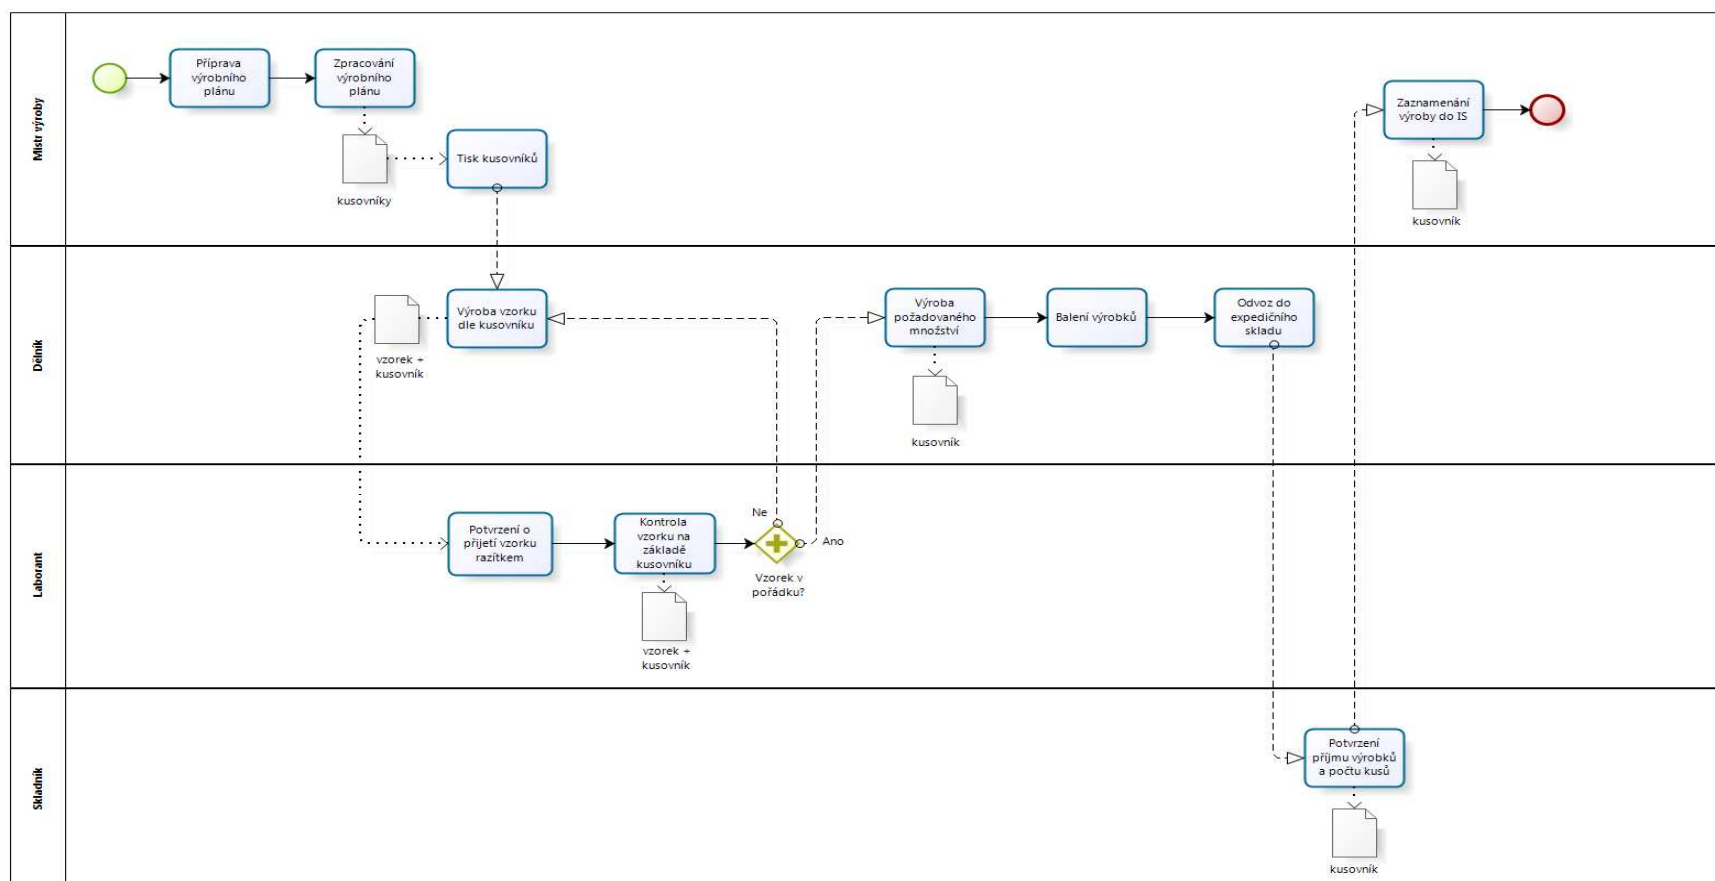 Mistr výroby
Příprava
výrobního
plánu
Zpracování
výrobního
plánu
kusovníky
Tisk kusovníků
Zaznamenání
výroby do IS
kusovník
Dělník
vzorek +
kusovník
Výroba vzorku
dle kusovníku
Výroba
požadovaného
množství
kusovník
Balení výrobků
Odvoz do
expedičního
skladu
Laborant
Potvrzení o
přijetí vzorku
razítkem
Kontrola
vzorku na
základě
kusovníku
vzorek +
kusovník
Ne
Ano
Vzorek v
pořádku?
Skladník
Potvrzení
příjmu výrobků
a počtu kusů
kusovník